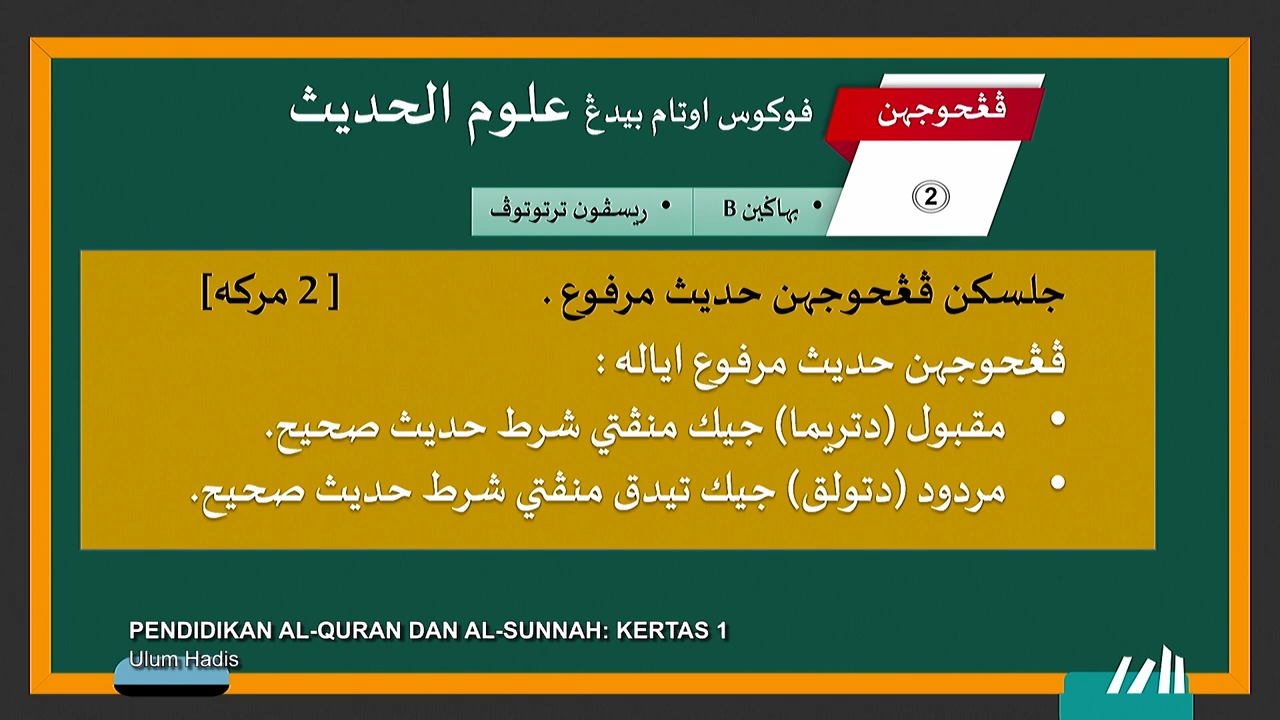 ڤڠحوجهن
2
فوكوس اوتام بيدڠ علوم الحديث
• بهاݢين B
• ريسڤون ترتوتوڤ
جلسكن ڤڠحوجهن حديث مرفوع . [ 2 مركه]
ڤڠحوجهن حديث مرفوع اياله :
• مقبول (دتريما) جيك منڤتي شرط حديث صحيح.
• مردود (دتولق) جيك تيدق منڤتي شرط حديث صحيح.
PENDIDIKAN AL-QURAN DAN AL-SUNNAH: KERTAS 1
Ulum Hadis